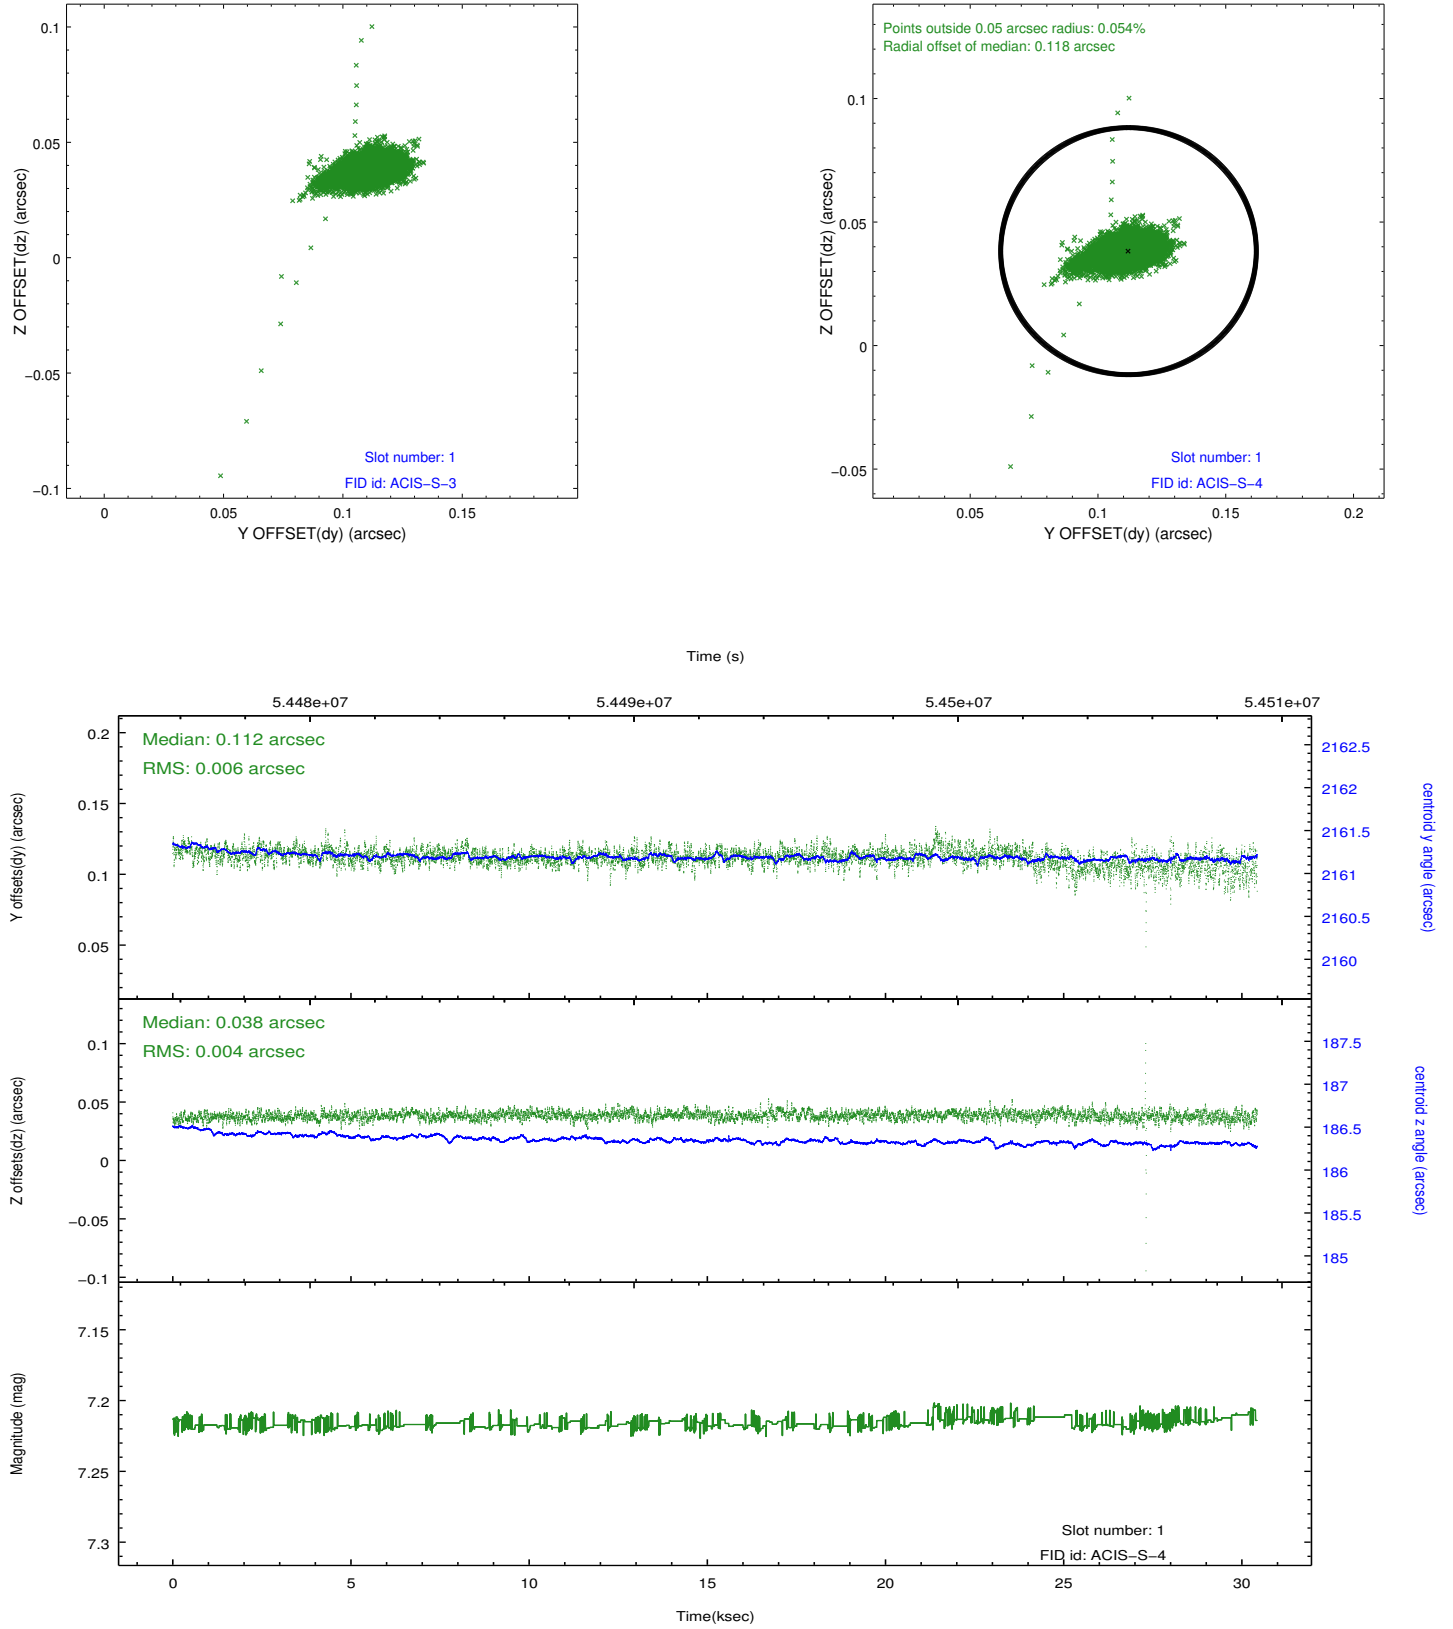 0.1
0.05
0
−0.05
−0.1
Z OFFSET(dz) (arcsec)
Slot number: 1
FID id: ACIS−S−3
0
0.05
0.1
0.15
Y OFFSET(dy) (arcsec)
Points outside 0.05 arcsec radius: 0.054%
Radial offset of median: 0.118 arcsec
0.1
0.05
0
−0.05
Z OFFSET(dz) (arcsec)
Slot number: 1
FID id: ACIS−S−4
0.05
0.1
0.15
0.2
Y OFFSET(dy) (arcsec)
Time (s)
5.448e+07
5.449e+07
5.45e+07
5.451e+07
Median: 0.112 arcsec
RMS: 0.006 arcsec
0.2
0.15
0.1
0.05
Y offsets(dy) (arcsec)
2162.5
2162
2161.5
2161
2160.5
2160
centroid y angle (arcsec)
Median: 0.038 arcsec
RMS: 0.004 arcsec
0.1
0.05
0
−0.05
−0.1
Z offsets(dz) (arcsec)
187.5
187
186.5
186
185.5
185
centroid z angle (arcsec)
7.15
7.2
7.25
7.3
Magnitude (mag)
Slot number: 1
FID id: ACIS−S−4
0
5
10
15
20
25
30
Time(ksec)